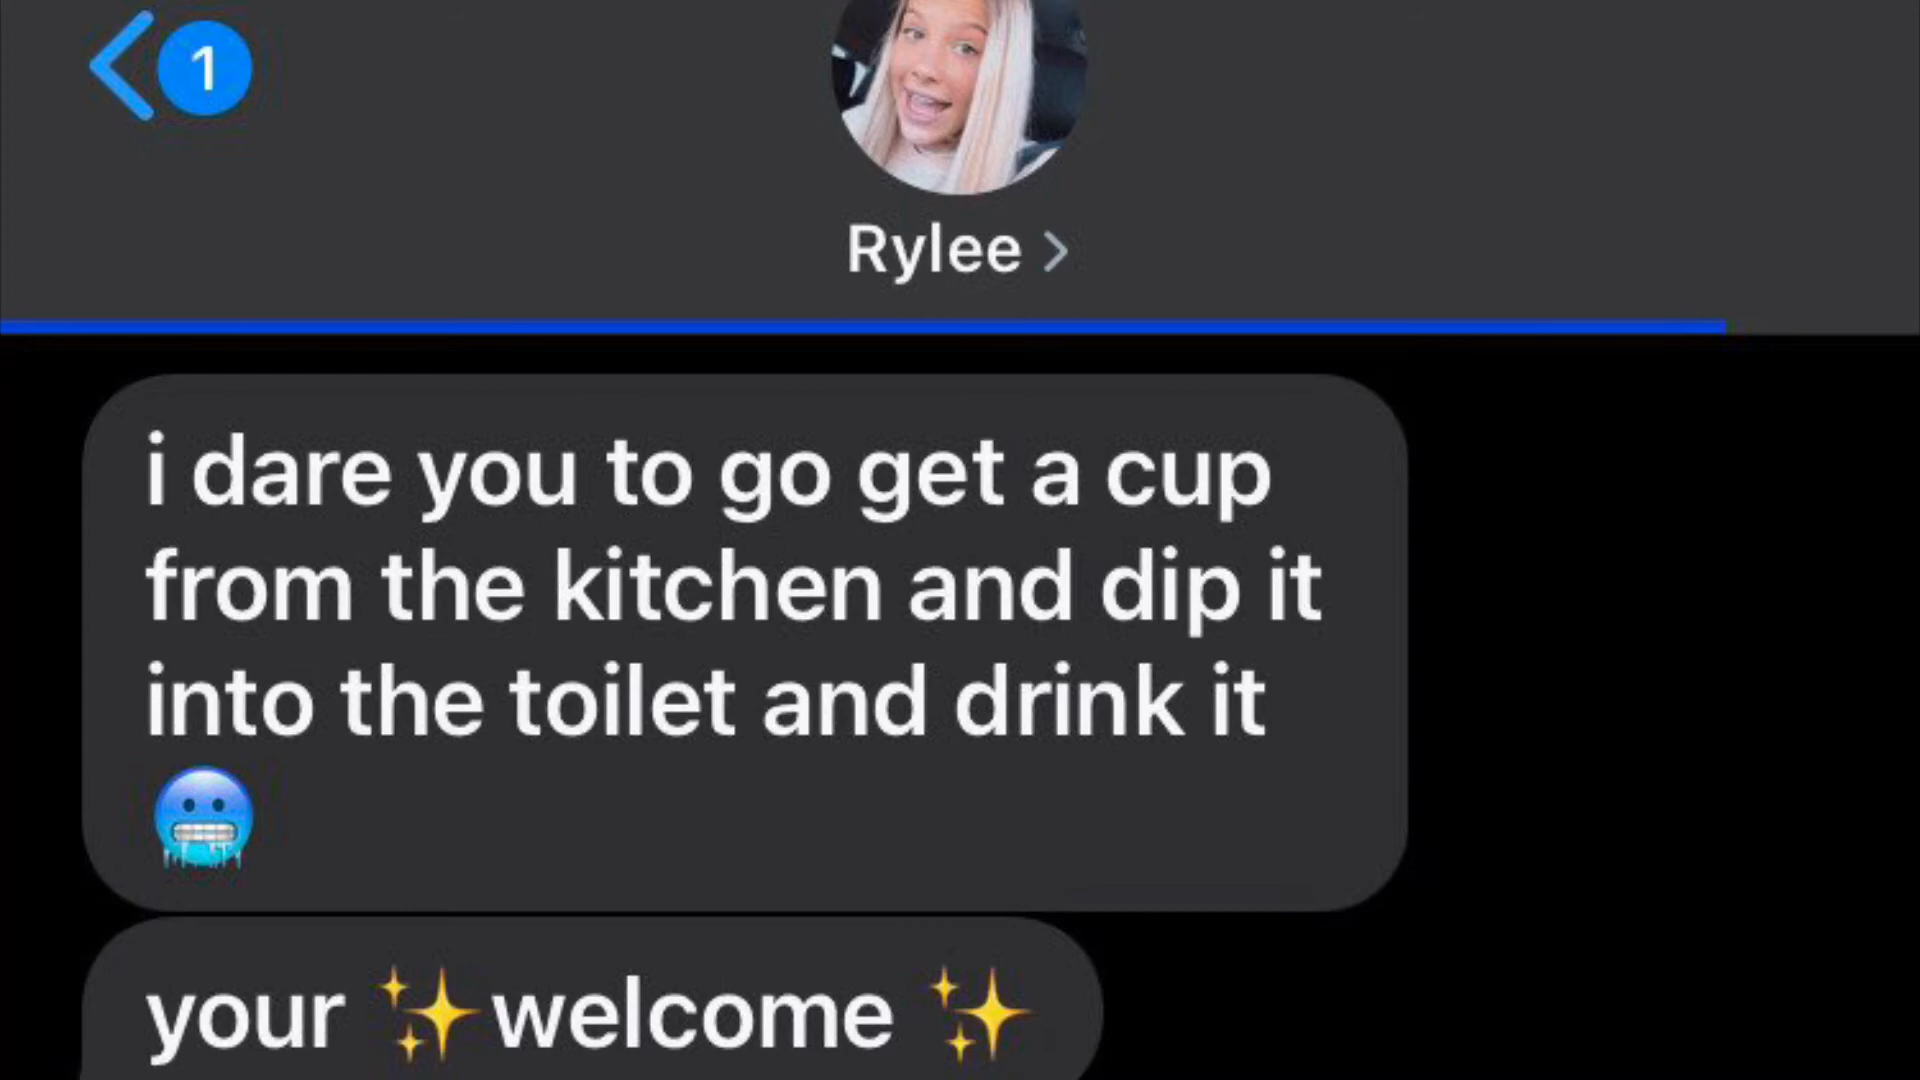 1
Rylee >
i dare you to go get a cup
from the kitchen and dip it
into the toilet and drink it
🥶
your ✨welcome ✨